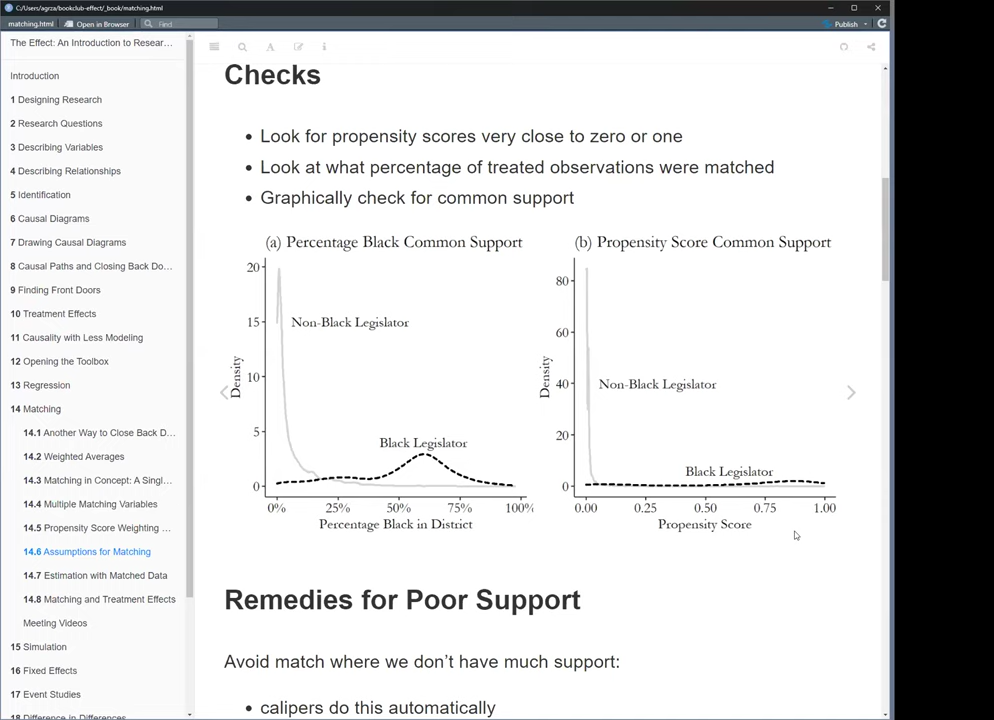 C:/Users/agrza/bookclub-effect/_book/matching.html
matching.html
Open in Browser
Find
Publish
The Effect: An Introduction to Resear…
Introduction
1 Designing Research
2 Research Questions
3 Describing Variables
4 Describing Relationships
5 Identification
6 Causal Diagrams
7 Drawing Causal Diagrams
8 Causal Paths and Closing Back Do…
9 Finding Front Doors
10 Treatment Effects
11 Causality with Less Modeling
12 Opening the Toolbox
13 Regression
14 Matching
14.1 Another Way to Close Back D…
14.2 Weighted Averages
14.3 Matching in Concept: A Singl…
14.4 Multiple Matching Variables
14.5 Propensity Score Weighting …
14.6 Assumptions for Matching
14.7 Estimation with Matched Data
14.8 Matching and Treatment Effects
Meeting Videos
15 Simulation
16 Fixed Effects
17 Event Studies
18 Difference in Differences
Checks
• Look for propensity scores very close to zero or one
• Look at what percentage of treated observations were matched
• Graphically check for common support
(a) Percentage Black Common Support
20
15
10
5
0
Density
Non-Black Legislator
Black Legislator
0% 25% 50% 75% 100%
Percentage Black in District
(b) Propensity Score Common Support
80
60
40
20
0
Density
Non-Black Legislator
Black Legislator
0.00 0.25 0.50 0.75 1.00
Propensity Score
Remedies for Poor Support
Avoid match where we don't have much support:
• calipers do this automatically